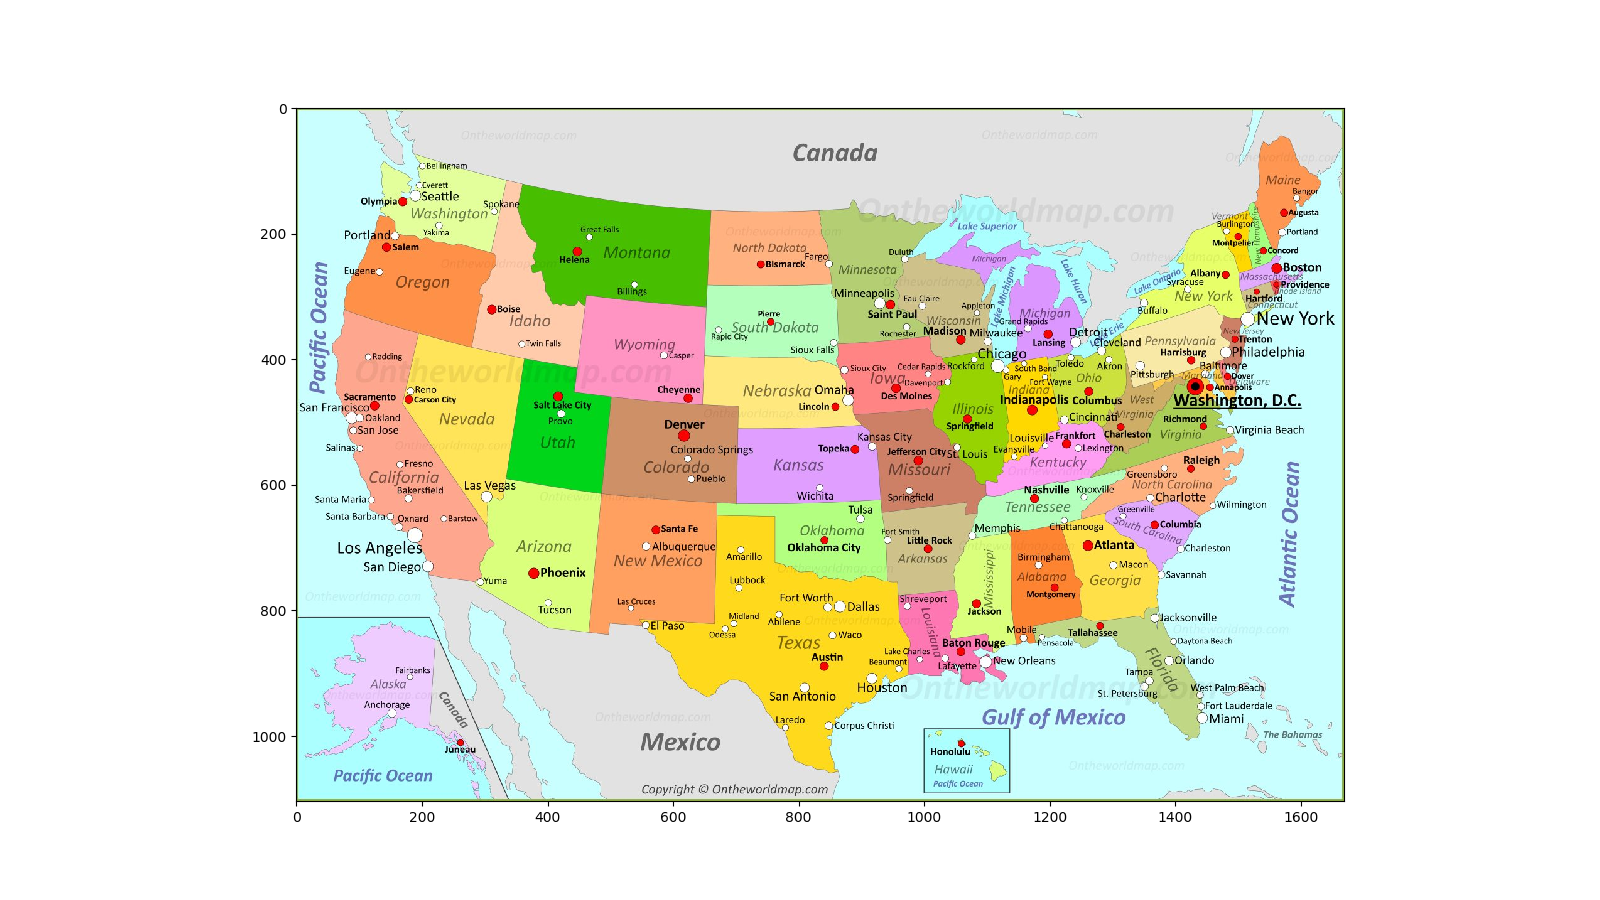 0
200
400
600
800
1000
0
200
400
600
800
1000
1200
1400
1600
Ontheworldmap.com
Ontheworldmap.com
Canada
Bellingham
Everett
Seattle
Olympia
Washington
Spokane
Yakima
Portland
Salem
Eugene
Oregon
Boise
Idaho
Twin Falls
Great Falls
Helena
Montana
Billings
North Dakota
Bismarck
Fargo
Pierre
South Dakota
Rapid City
Sioux Falls
Wyoming
Casper
Cheyenne
Nebraska
Omaha
Lincoln
Minnesota
Duluth
Minneapolis
Saint Paul
Rochester
Ontheworldmap.com
Lake Superior
Michigan
Lake Michigan
Lake Huron
Eau Claire
Appleton
Wisconsin
Madison
Milwaukee
Grand Rapids
Michigan
Lansing
Detroit
Lake Ontario
Erie
Maine
Bangor
Augusta
Portland
Vermont
Burlington
Montpelier
New Hampshire
Concord
Boston
Massachusetts
Providence
Rhode Island
Hartford
Connecticut
Albany
Syracuse
New York
Buffalo
New York
New Jersey
Trenton
Philadelphia
Pennsylvania
Harrisburg
Pittsburgh
Baltimore
Maryland
Dover
Delaware
Annapolis
Washington, D.C.
Pacific Ocean
Redding
Reno
Carson City
Sacramento
San Francisco
Oakland
San Jose
Salinas
Fresno
California
Bakersfield
Santa Maria
Santa Barbara
Oxnard
Barstow
Los Angeles
San Diego
Nevada
Las Vegas
Salt Lake City
Provo
Utah
Ontheworldmap.com
Denver
Colorado Springs
Colorado
Pueblo
Kansas
Topeka
Wichita
Kansas City
Jefferson City
St. Louis
Missouri
Springfield
Sioux City
Iowa
Cedar Rapids
Davenport
Des Moines
Rockford
Chicago
Illinois
Springfield
South Bend
Gary
Fort Wayne
Indiana
Indianapolis
Evansville
Toledo
Cleveland
Akron
Ohio
Columbus
Cincinnati
Louisville
Frankfort
Lexington
Kentucky
West
Virginia
Charleston
Richmond
Virginia
Virginia Beach
Raleigh
Greensboro
North Carolina
Charlotte
Wilmington
Greenville
South Carolina
Columbia
Charleston
Nashville
Knoxville
Tennessee
Memphis
Chattanooga
Arizona
Phoenix
Yuma
Tucson
Santa Fe
Albuquerque
New Mexico
Las Cruces
El Paso
Tulsa
Oklahoma
Oklahoma City
Fort Smith
Little Rock
Arkansas
Amarillo
Lubbock
Midland
Odessa
Abilene
Fort Worth
Dallas
Waco
Texas
Austin
San Antonio
Houston
Beaumont
Laredo
Corpus Christi
Shreveport
Louisiana
Lake Charles
Lafayette
Baton Rouge
New Orleans
Mississippi
Jackson
Birmingham
Alabama
Montgomery
Mobile
Pensacola
Atlanta
Macon
Georgia
Savannah
Tallahassee
Jacksonville
Daytona Beach
Orlando
Florida
Tampa
St. Petersburg
West Palm Beach
Fort Lauderdale
Miami
Atlantic Ocean
Gulf of Mexico
The Bahamas
Mexico
Ontheworldmap.com
Ontheworldmap.com
Fairbanks
Alaska
Anchorage
Canada
Juneau
Pacific Ocean
Honolulu
Hawaii
Pacific Ocean
Copyright © Ontheworldmap.com